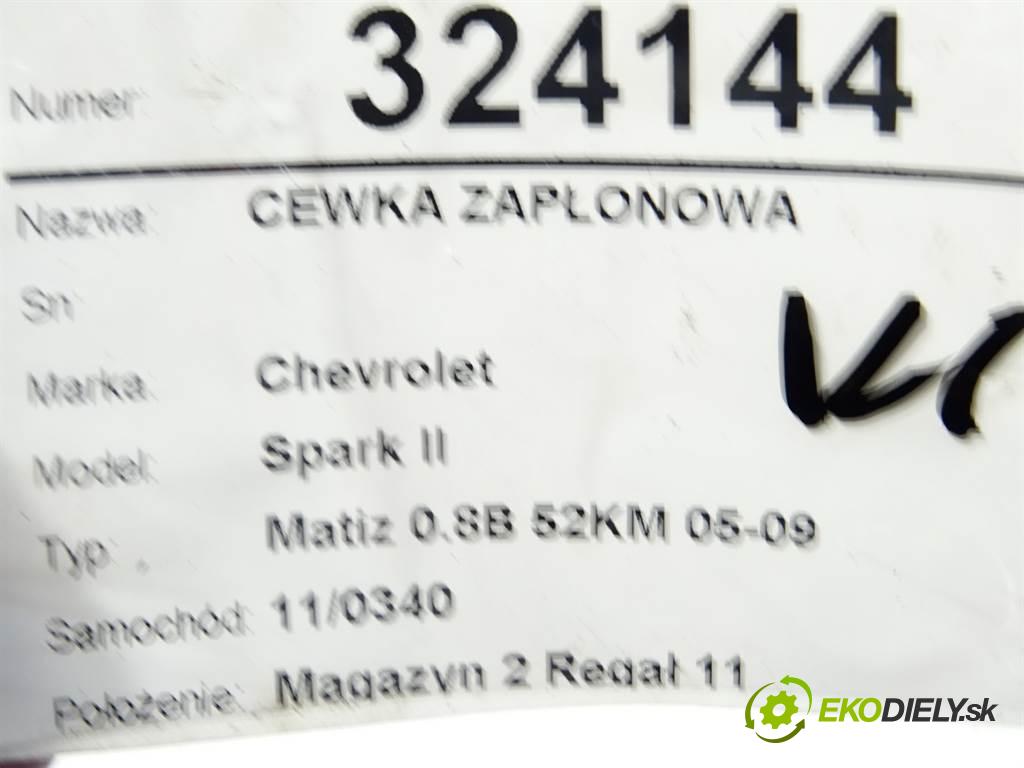 Numer: 324144
Nazwa: CEWKA ZAPŁONOWA
Sn
Marka: Chevrolet
Model: Spark II
Typ: Matiz 0.8B 52KM 05-09
Samochód: 11/0340
Położenie: Magazyn 2 Regał 11
EKODIELY.sk